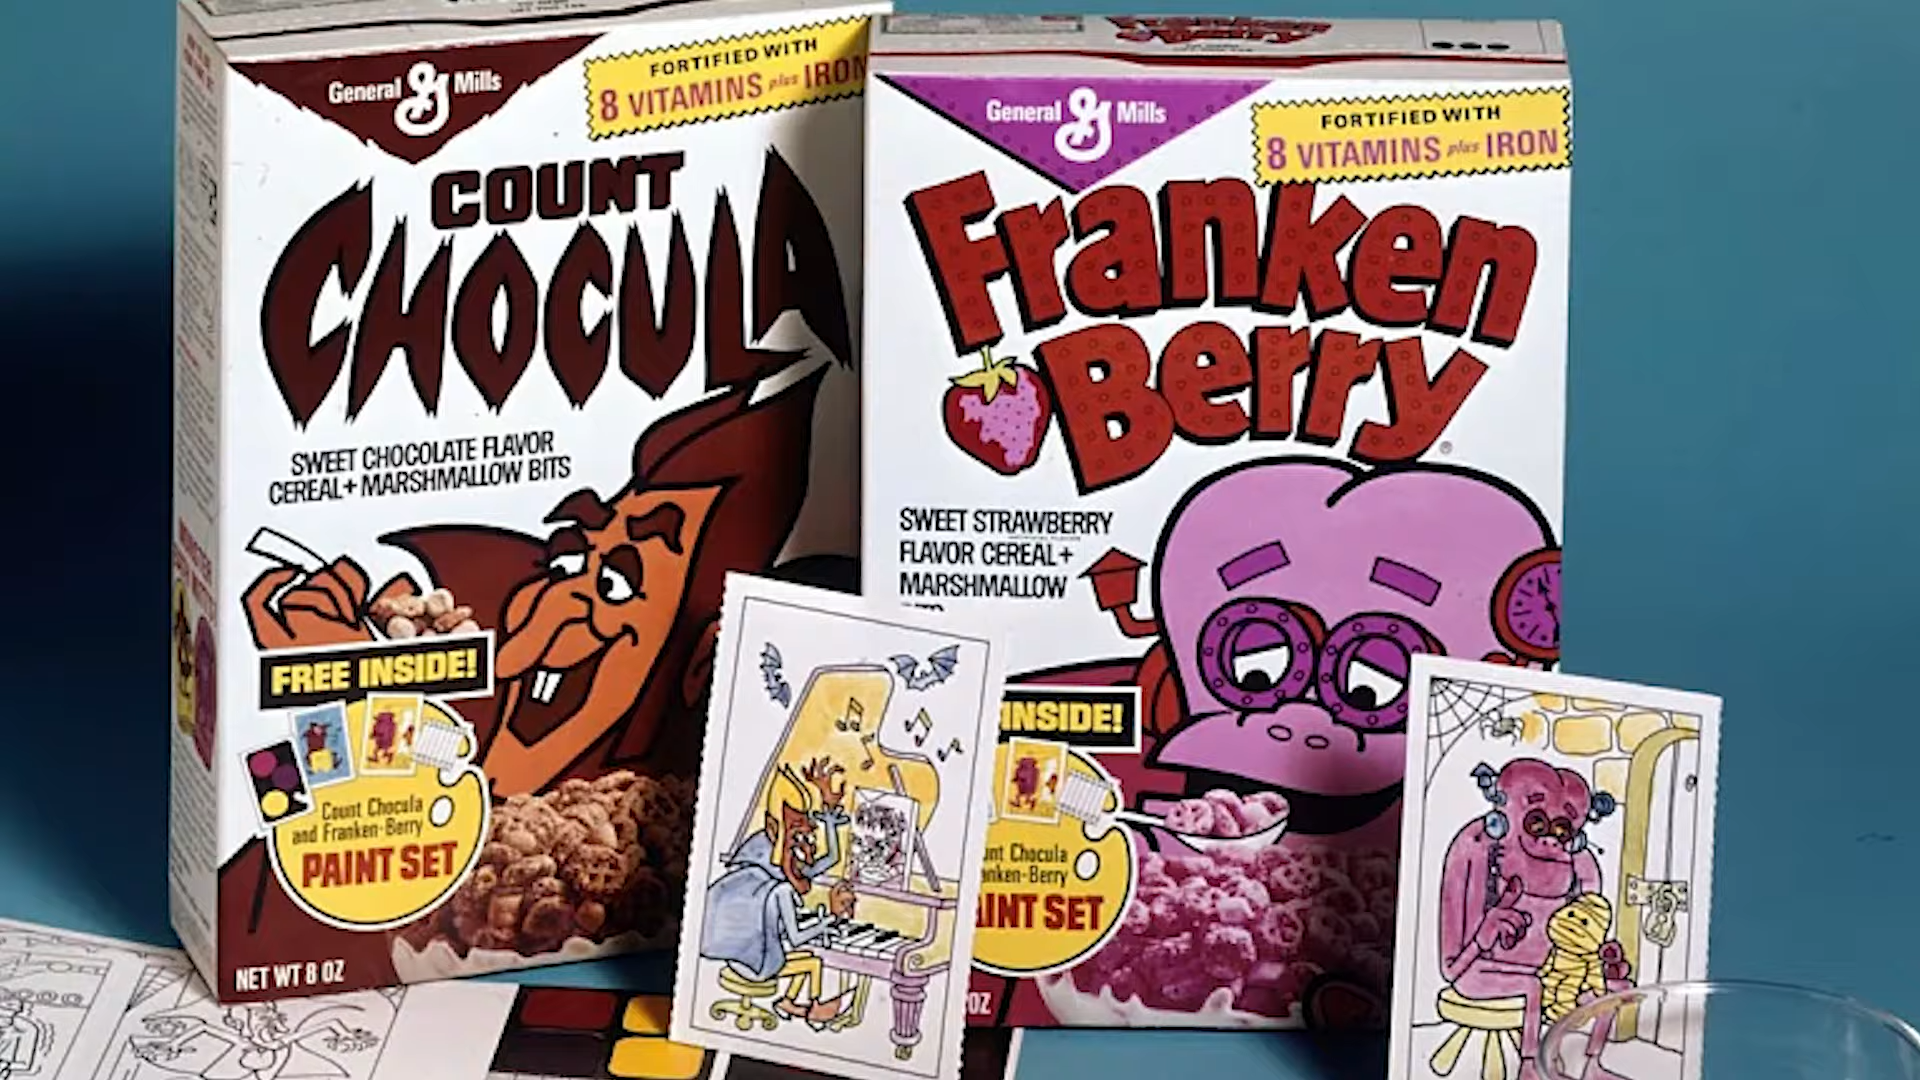 General Mills
FORTIFIED WITH
8 VITAMINS plus IRON
COUNT
CHOCULA
SWEET CHOCOLATE FLAVOR
CEREAL + MARSHMALLOW BITS
FREE INSIDE!
Count Chocula
and Franken-Berry
PAINT SET
NET WT 8 OZ
Franken
Berry
General Mills
FORTIFIED WITH
8 VITAMINS plus IRON
Franken
Berry
®
SWEET STRAWBERRY
FLAVOR CEREAL +
MARSHMALLOW
INSIDE!
unt Chocula
anken-Berry
AINT SET
OZ